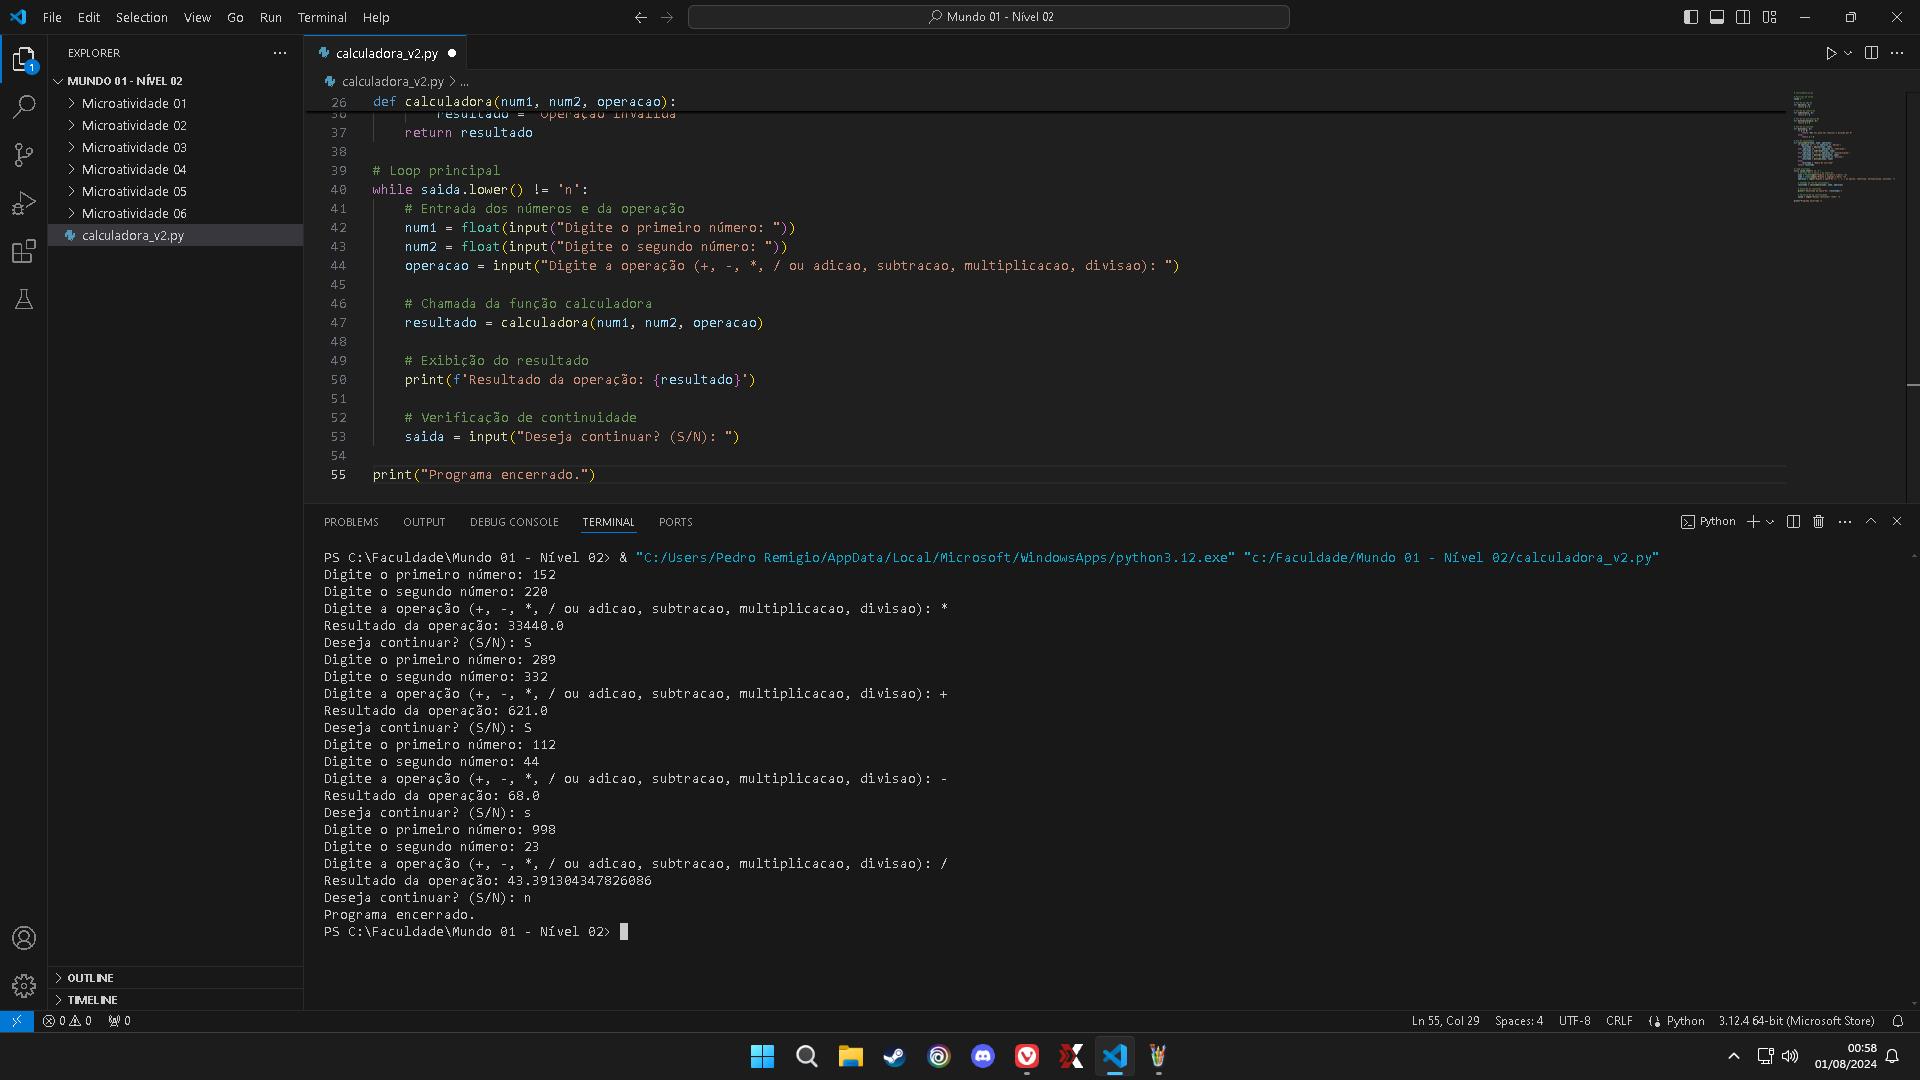 File Edit Selection View Go Run Terminal Help
Mundo 01 - Nível 02
EXPLORER
MUNDO 01 - NÍVEL 02
Microatividade 01
Microatividade 02
Microatividade 03
Microatividade 04
Microatividade 05
Microatividade 06
calculadora_v2.py
1
OUTLINE
TIMELINE
calculadora_v2.py
calculadora_v2.py > ...
26 def calculadora(num1, num2, operacao):
36 resultado = "Operação inválida"
37 return resultado
38
39 # Loop principal
40 while saida.lower() != 'n':
41 # Entrada dos números e da operação
42 num1 = float(input("Digite o primeiro número: "))
43 num2 = float(input("Digite o segundo número: "))
44 operacao = input("Digite a operação (+, -, *, / ou adicao, subtracao, multiplicacao, divisao): ")
45
46 # Chamada da função calculadora
47 resultado = calculadora(num1, num2, operacao)
48
49 # Exibição do resultado
50 print(f'Resultado da operação: {resultado}')
51
52 # Verificação de continuidade
53 saida = input("Deseja continuar? (S/N): ")
54
55 print("Programa encerrado.")
PROBLEMS OUTPUT DEBUG CONSOLE TERMINAL PORTS
Python
PS C:\Faculdade\Mundo 01 - Nível 02> & "C:/Users/Pedro Remigio/AppData/Local/Microsoft/WindowsApps/python3.12.exe" "c:/Faculdade/Mundo 01 - Nível 02/calculadora_v2.py"
Digite o primeiro número: 152
Digite o segundo número: 220
Digite a operação (+, -, *, / ou adicao, subtracao, multiplicacao, divisao): *
Resultado da operação: 33440.0
Deseja continuar? (S/N): S
Digite o primeiro número: 289
Digite o segundo número: 332
Digite a operação (+, -, *, / ou adicao, subtracao, multiplicacao, divisao): +
Resultado da operação: 621.0
Deseja continuar? (S/N): S
Digite o primeiro número: 112
Digite o segundo número: 44
Digite a operação (+, -, *, / ou adicao, subtracao, multiplicacao, divisao): -
Resultado da operação: 68.0
Deseja continuar? (S/N): s
Digite o primeiro número: 998
Digite o segundo número: 23
Digite a operação (+, -, *, / ou adicao, subtracao, multiplicacao, divisao): /
Resultado da operação: 43.391304347826086
Deseja continuar? (S/N): n
Programa encerrado.
PS C:\Faculdade\Mundo 01 - Nível 02>
0 0 0
Ln 55, Col 29 Spaces: 4 UTF-8 CRLF Python 3.12.4 64-bit (Microsoft Store)
00:58
01/08/2024